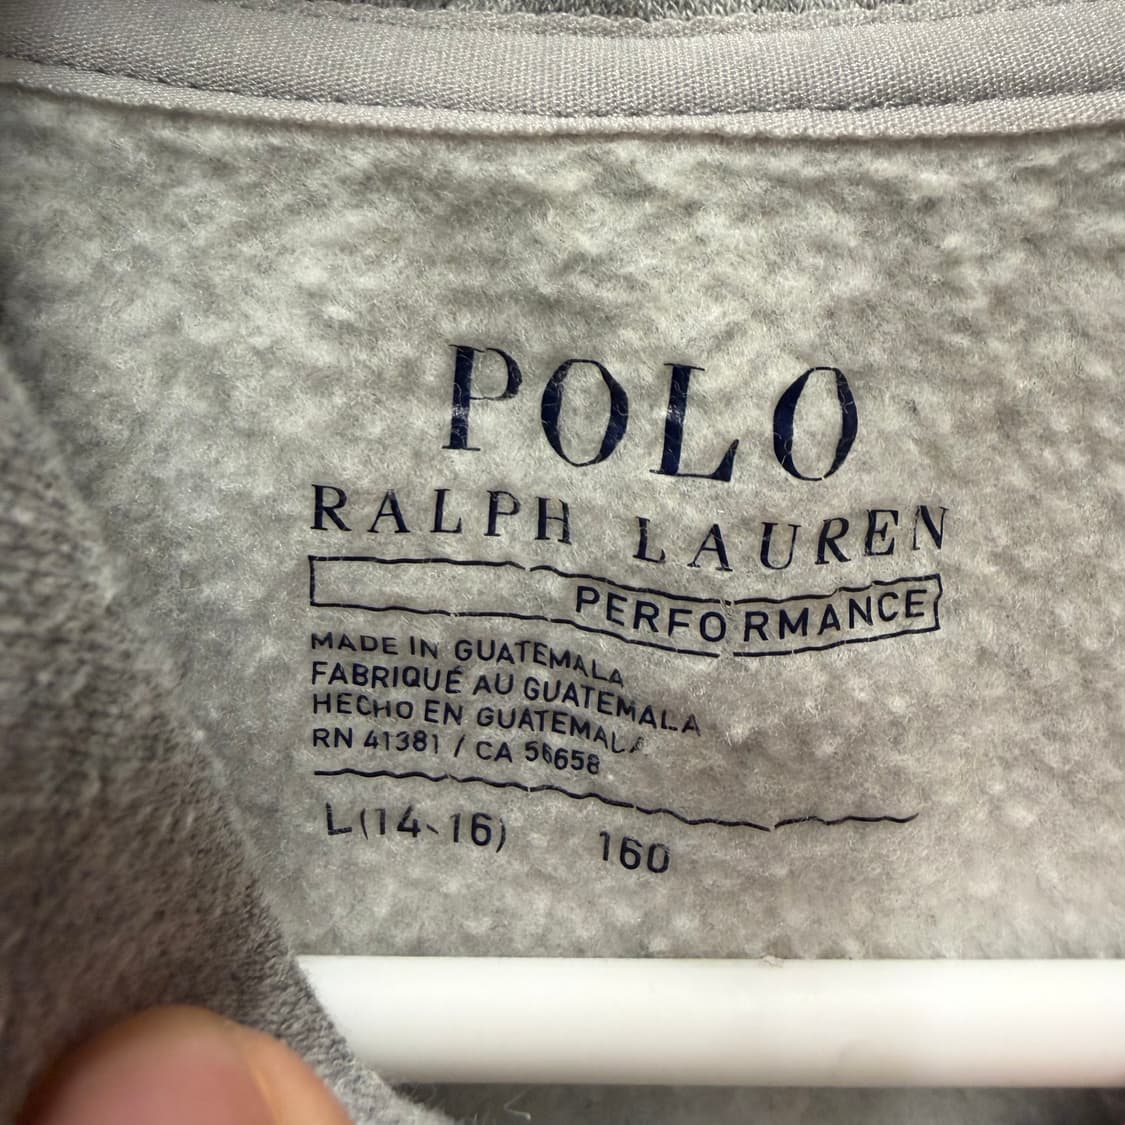 POLO
RALPH LAUREN
PERFORMANCE
MADE IN GUATEMALA
FABRIQUÉ AU GUATEMALA
HECHO EN GUATEMALA
RN 41381 / CA 56658
L(14-16) 160